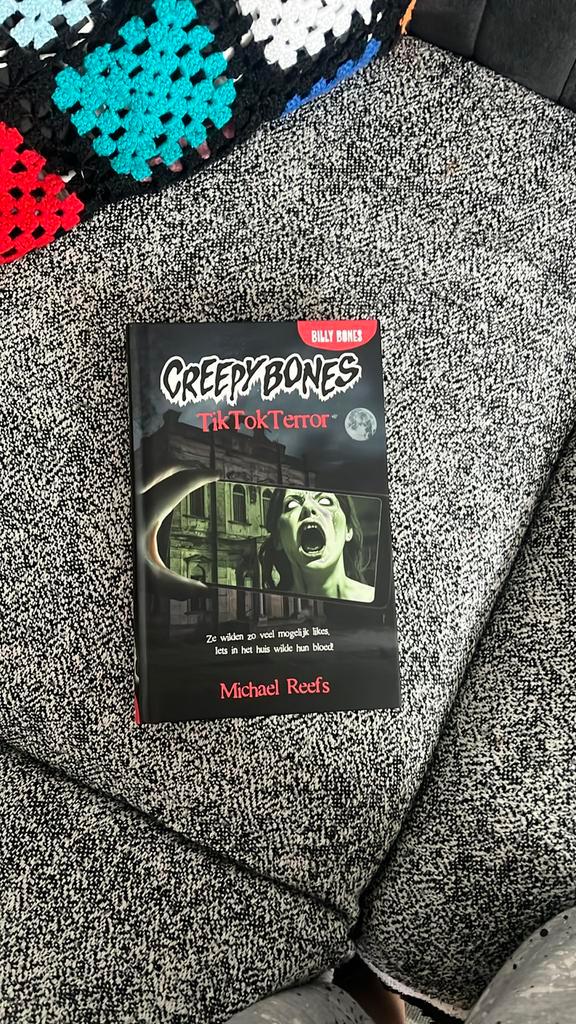 BILLY BONES
CREEPY BONES
TikTokTerror
Ze wilden zo veel mogelijk likes.
Iets in het huis wilde hun bloed!
Michael Reefs